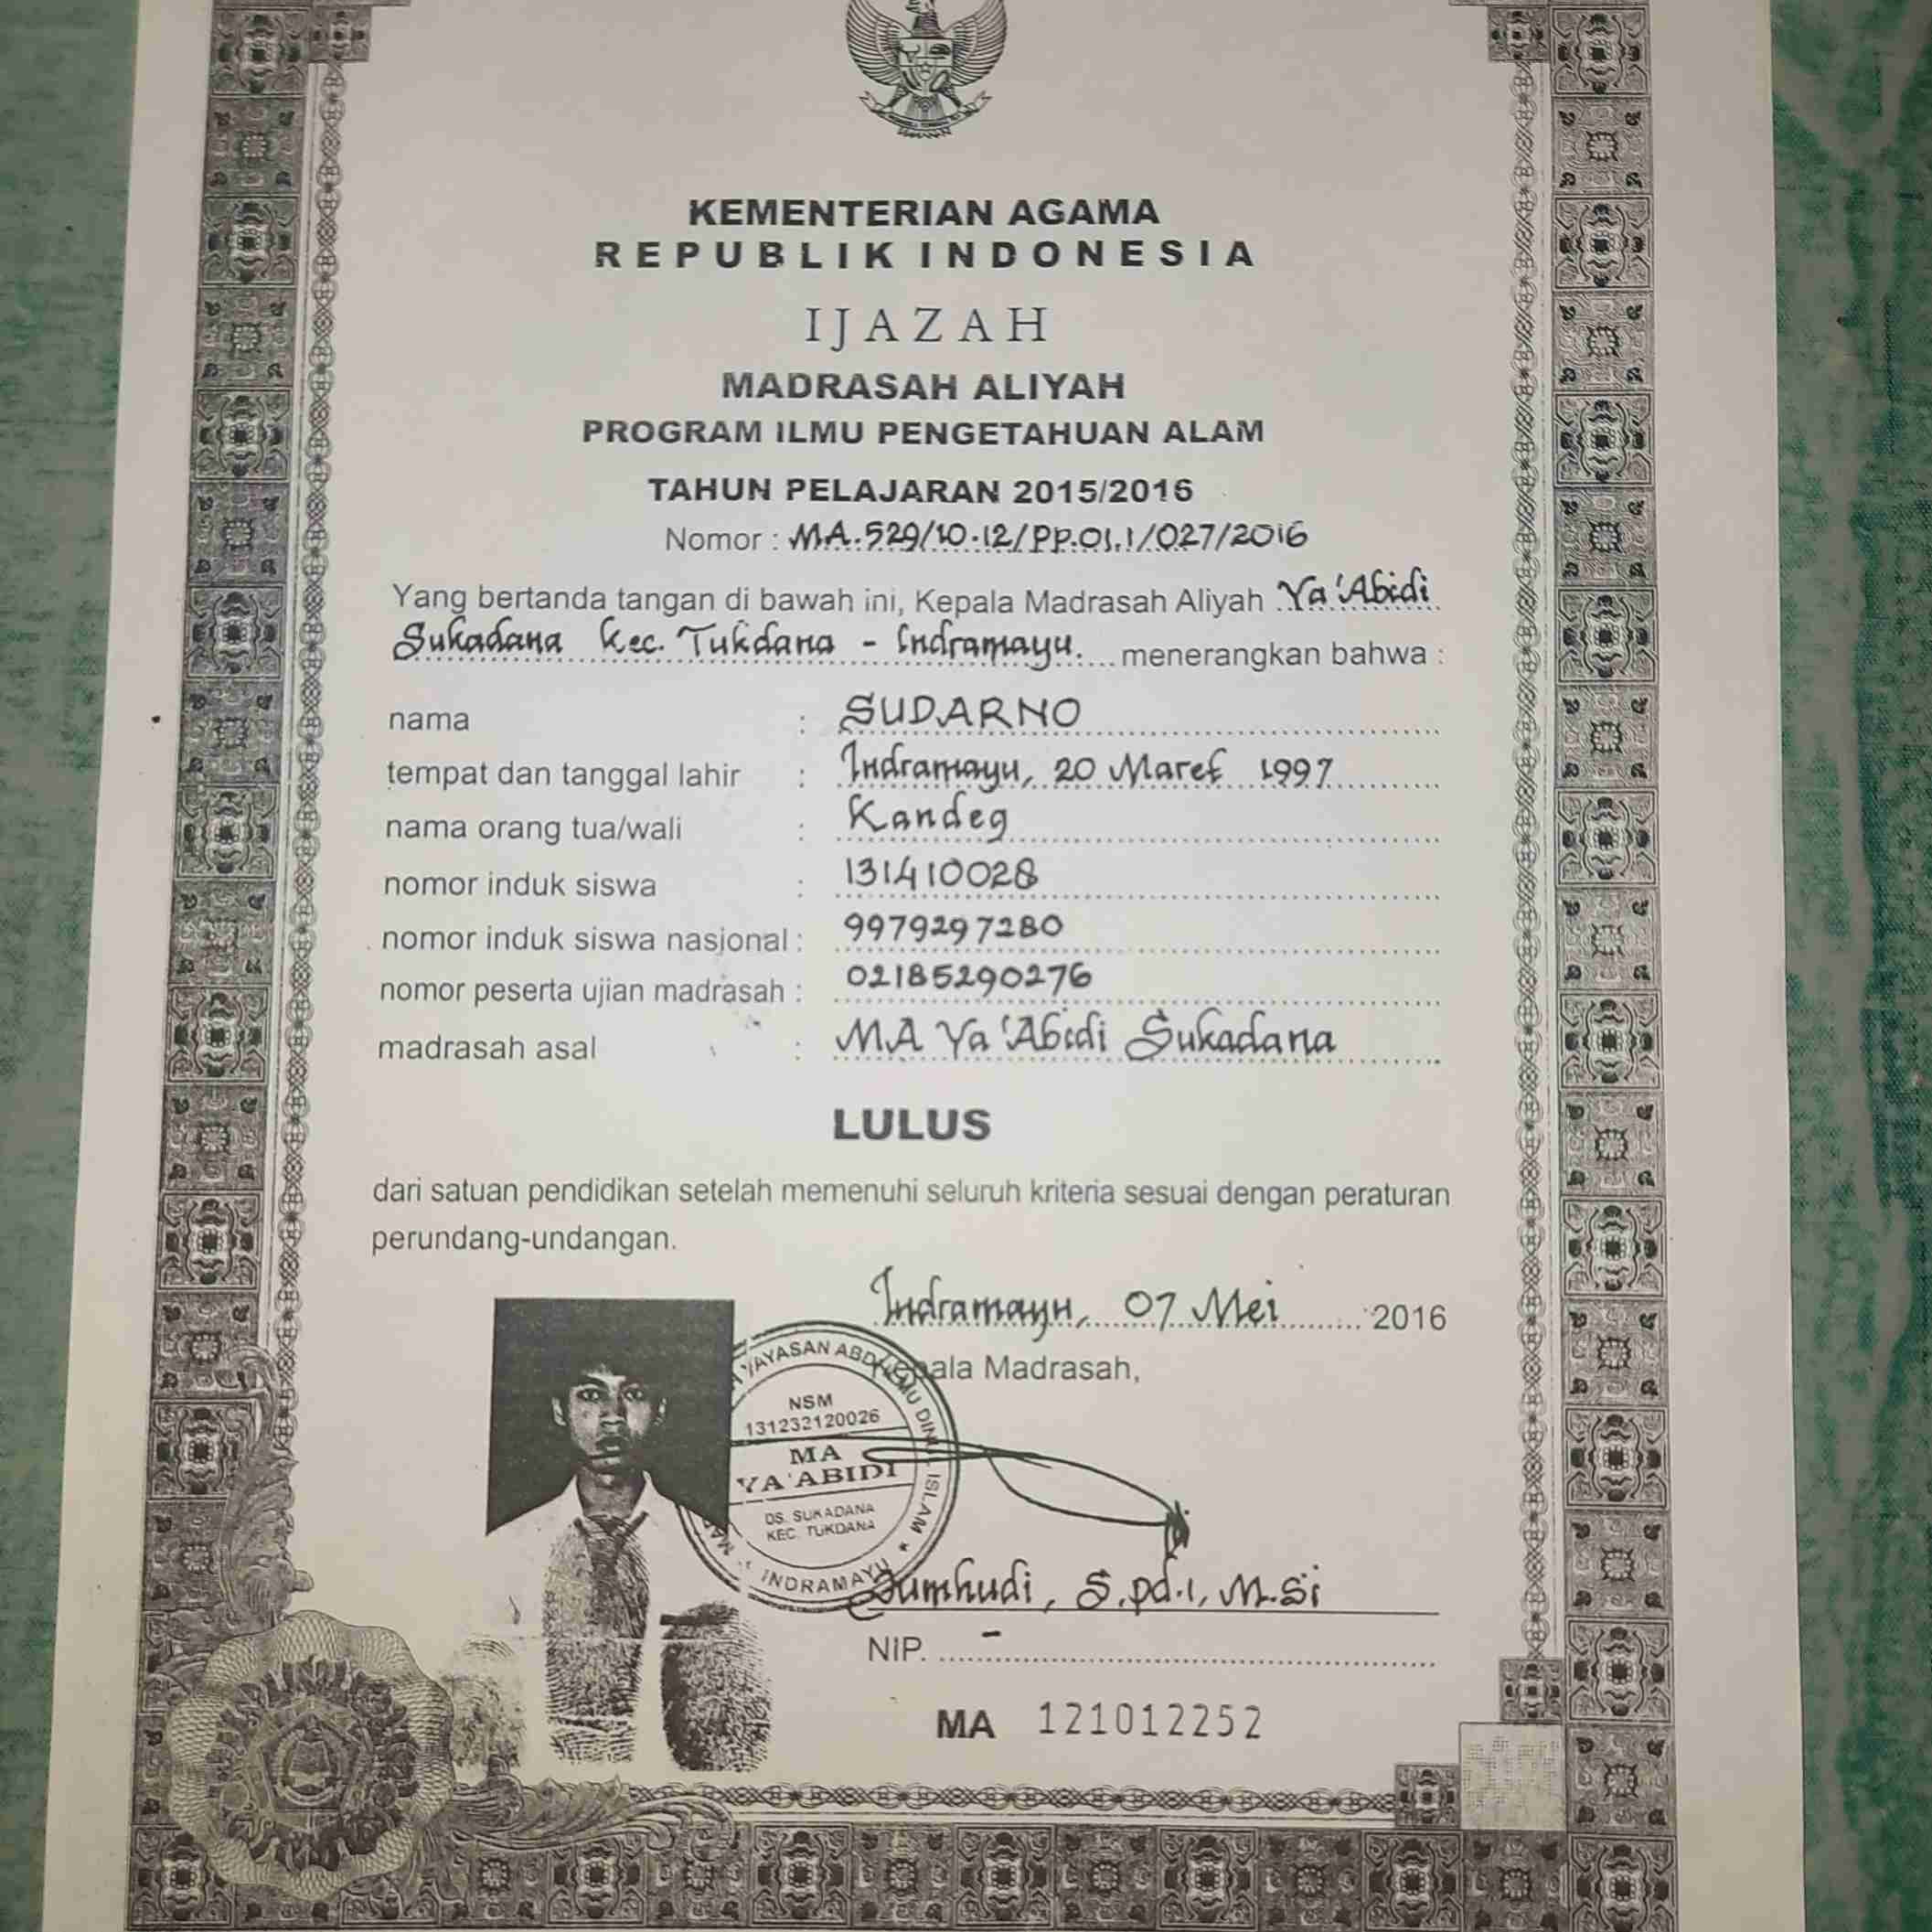 KEMENTERIAN AGAMA
REPUBLIK INDONESIA
IJAZAH
MADRASAH ALIYAH
PROGRAM ILMU PENGETAHUAN ALAM
TAHUN PELAJARAN 2015/2016
Nomor : MA.529/10.12/PP.01.1/027/2016
Yang bertanda tangan di bawah ini, Kepala Madrasah Aliyah Ya'Abidi
Sukadana Kec. Tukdana - Indramayu. menerangkan bahwa :
nama : SUDARNO
tempat dan tanggal lahir : Indramayu, 20 Maret 1997
nama orang tua/wali : Kandeg
nomor induk siswa : 131410028
nomor induk siswa nasional : 9979297280
nomor peserta ujian madrasah : 02185290276
madrasah asal : MA Ya'Abidi Sukadana
LULUS
dari satuan pendidikan setelah memenuhi seluruh kriteria sesuai dengan peraturan
perundang-undangan.
Indramayu, 07 Mei 2016
Kepala Madrasah,
YAYASAN ABDI ILMU DINUL ISLAM
NSM
131232120026
MA
YA'ABIDI
DS. SUKADANA
KEC. TUKDANA
INDRAMAYU
Jumhudi, S.pd.i, M.Si
NIP. -
MA 121012252